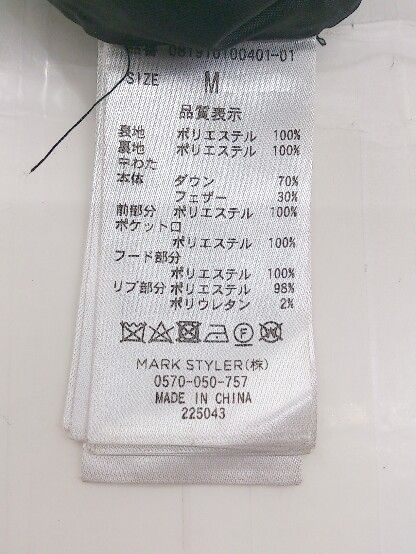 品番 081910100401-01
SIZE M
品質表示
表地 ポリエステル 100%
裏地 ポリエステル 100%
中わた
本体 ダウン 70%
フェザー 30%
前部分 ポリエステル 100%
ポケット口
ポリエステル 100%
フード部分
ポリエステル 100%
リブ部分 ポリエステル 98%
ポリウレタン 2%
F W
MARK STYLER(株)
0570-050-757
MADE IN CHINA
225043